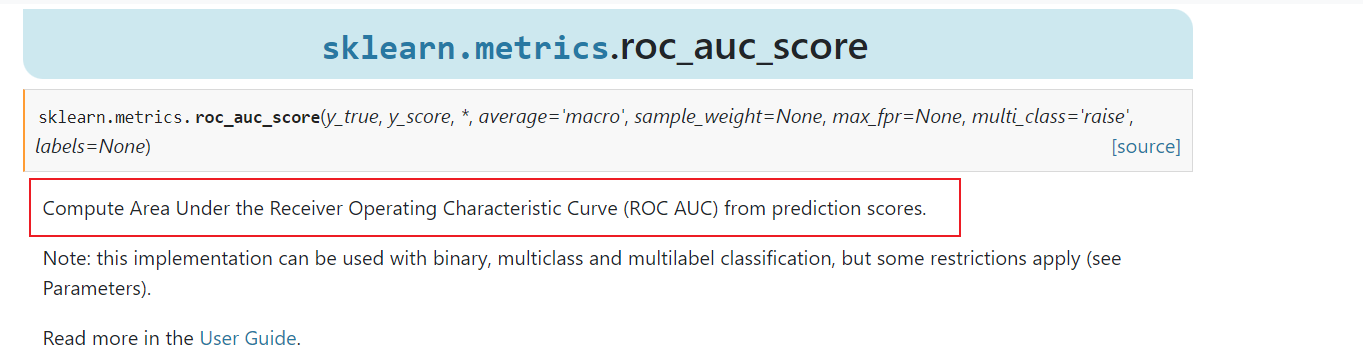 sklearn.metrics.roc_auc_score
sklearn.metrics.roc_auc_score(y_true, y_score, *, average='macro', sample_weight=None, max_fpr=None, multi_class='raise',
labels=None) [source]
Compute Area Under the Receiver Operating Characteristic Curve (ROC AUC) from prediction scores.
Note: this implementation can be used with binary, multiclass and multilabel classification, but some restrictions apply (see
Parameters).
Read more in the User Guide.